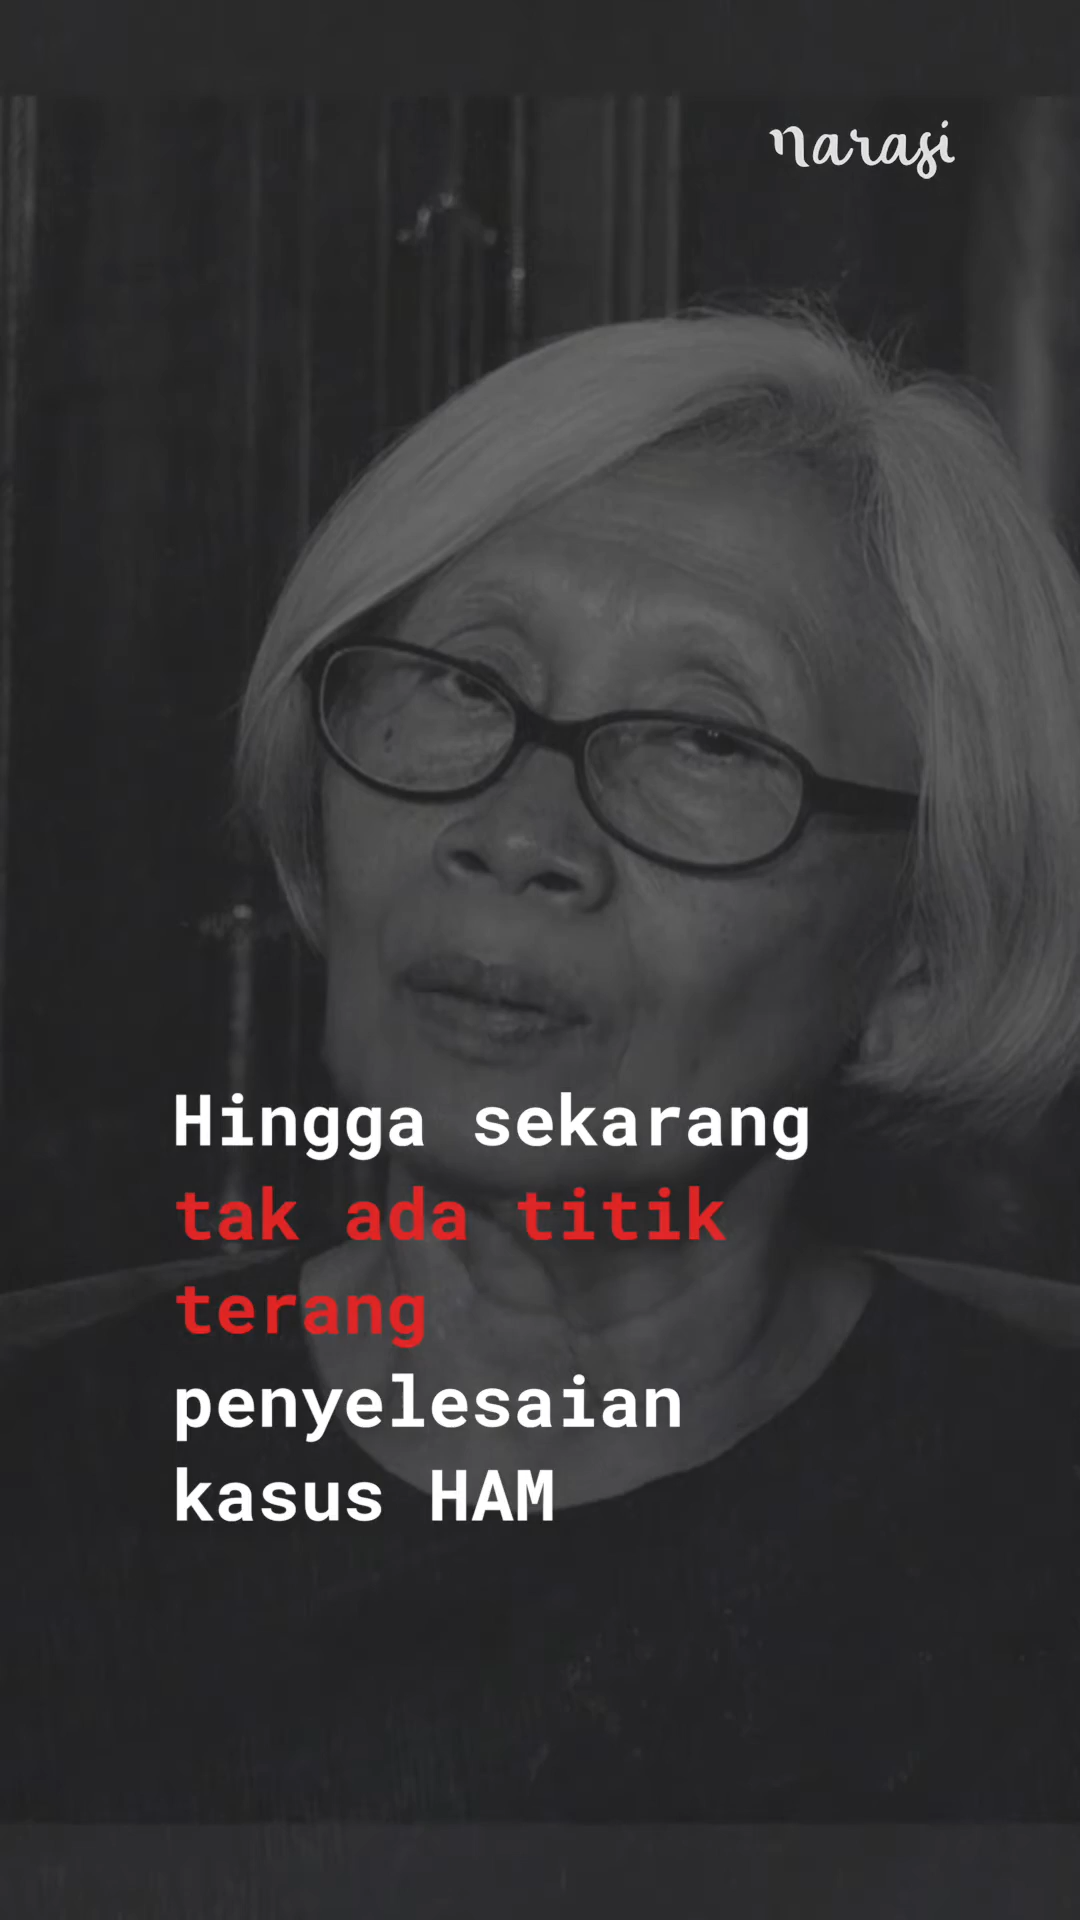 narasi
Hingga sekarang
tak ada titik
terang
penyelesaian
kasus HAM